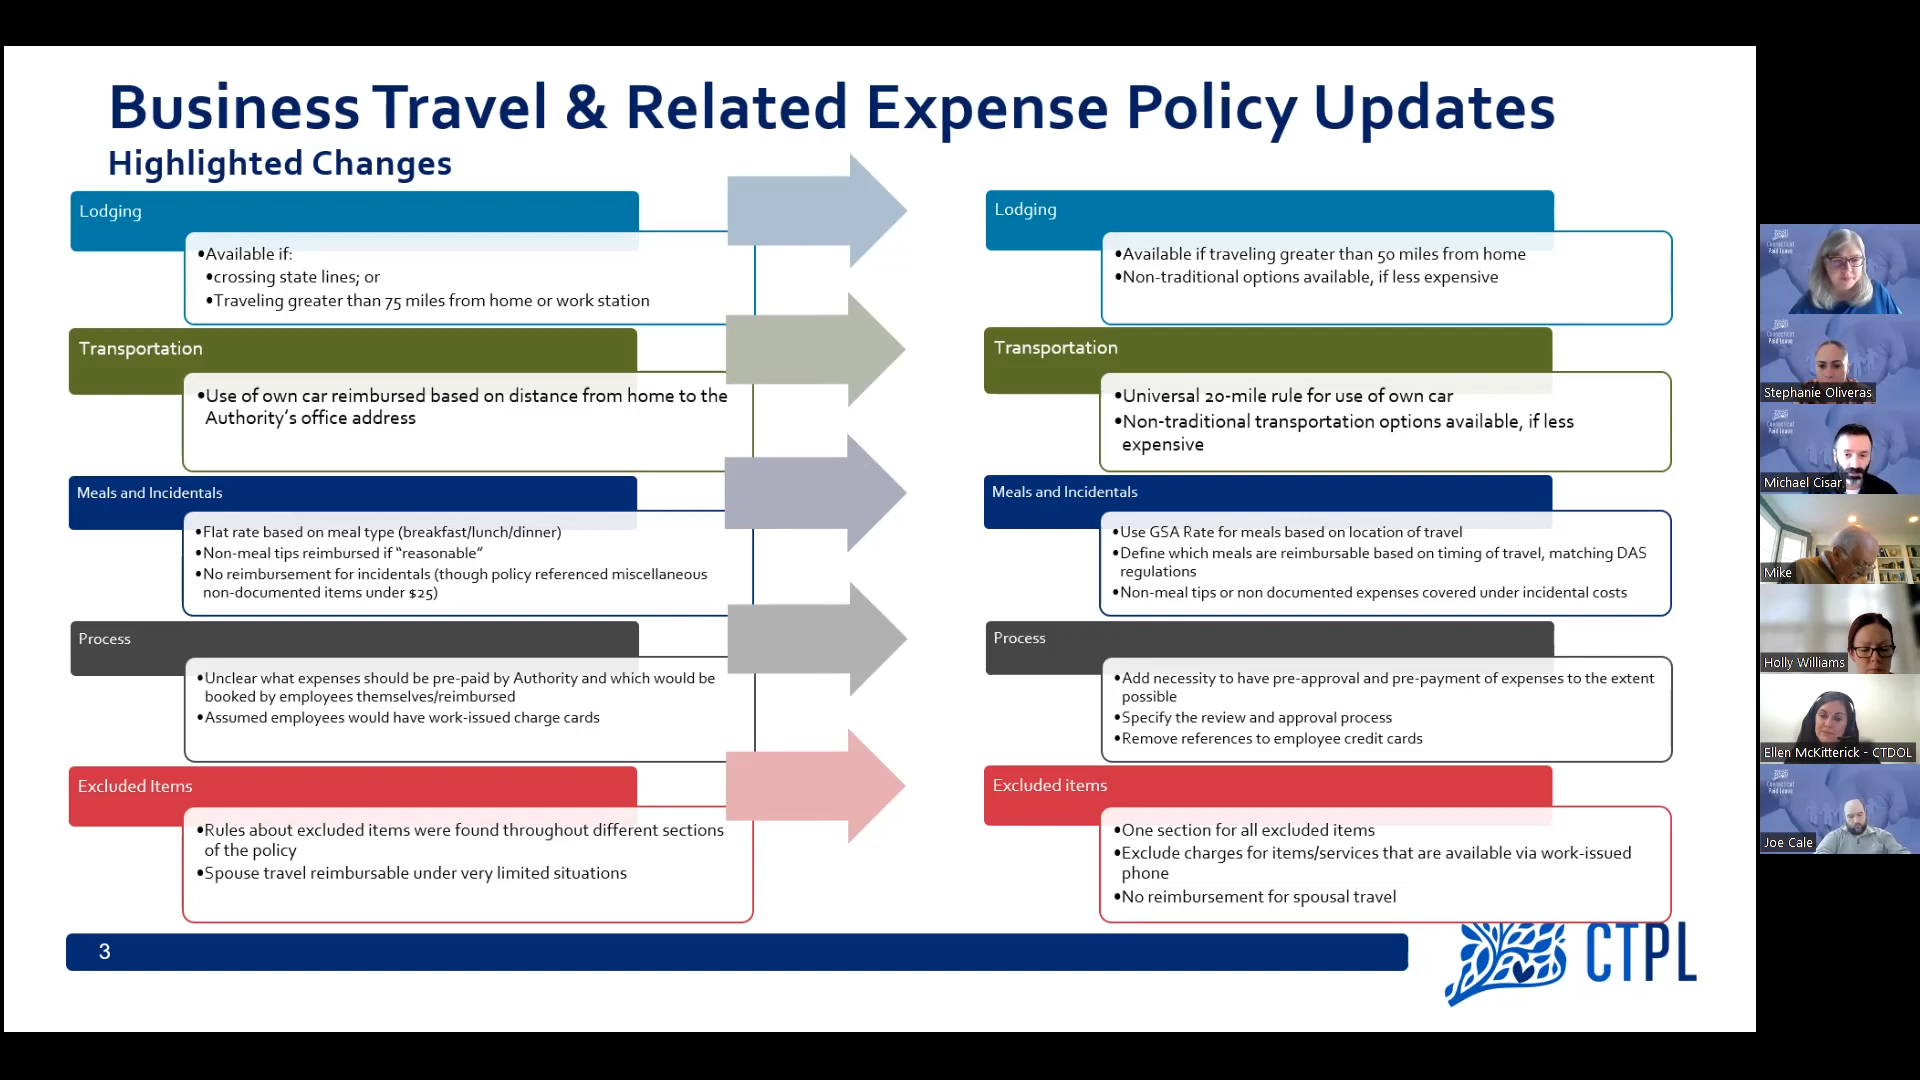 Business Travel & Related Expense Policy Updates
Highlighted Changes
Lodging
•Available if:
•crossing state lines; or
•Traveling greater than 75 miles from home or work station
Transportation
•Use of own car reimbursed based on distance from home to the
Authority's office address
Meals and Incidentals
•Flat rate based on meal type (breakfast/lunch/dinner)
•Non-meal tips reimbursed if "reasonable"
•No reimbursement for incidentals (though policy referenced miscellaneous
non-documented items under $25)
Process
•Unclear what expenses should be pre-paid by Authority and which would be
booked by employees themselves/reimbursed
•Assumed employees would have work-issued charge cards
Excluded Items
•Rules about excluded items were found throughout different sections
of the policy
•Spouse travel reimbursable under very limited situations
Lodging
•Available if traveling greater than 50 miles from home
•Non-traditional options available, if less expensive
Transportation
•Universal 20-mile rule for use of own car
•Non-traditional transportation options available, if less
expensive
Meals and Incidentals
•Use GSA Rate for meals based on location of travel
•Define which meals are reimbursable based on timing of travel, matching DAS
regulations
•Non-meal tips or non documented expenses covered under incidental costs
Process
•Add necessity to have pre-approval and pre-payment of expenses to the extent
possible
•Specify the review and approval process
•Remove references to employee credit cards
Excluded items
•One section for all excluded items
•Exclude charges for items/services that are available via work-issued
phone
•No reimbursement for spousal travel
3
CTPL
Connecticut
Paid Leave
Connecticut
Paid Leave
Stephanie Oliveras
Connecticut
Paid Leave
Michael Cisar
Mike
Holly Williams
Ellen McKitterick - CTDOL
Connecticut
Paid Leave
Joe Cale